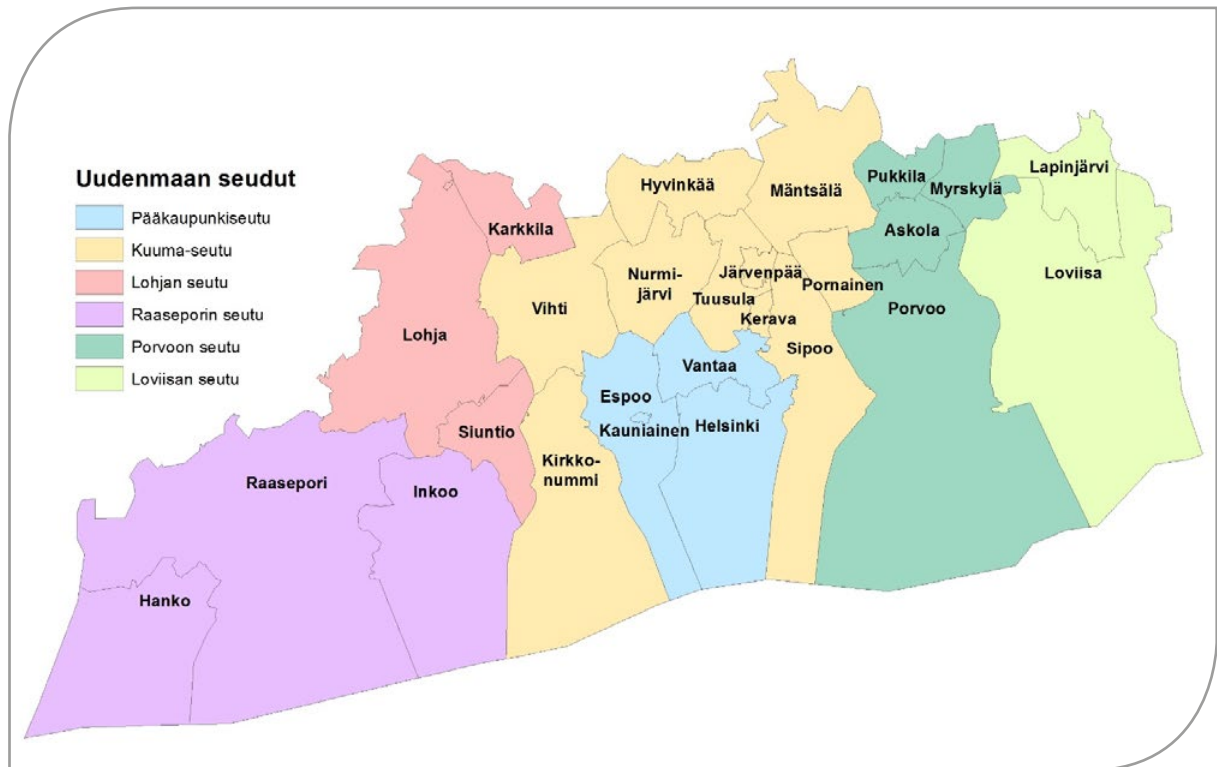 Uudenmaan seudut
Pääkaupunkiseutu
Kuuma-seutu
Lohjan seutu
Raaseporin seutu
Porvoon seutu
Loviisan seutu
Hyvinkää
Mäntsälä
Pukkila
Myrskylä
Lapinjärvi
Karkkila
Askola
Nurmi-
järvi
Järvenpää
Pornainen
Loviisa
Tuusula
Vihti
Kerava
Porvoo
Lohja
Sipoo
Vantaa
Espoo
Kauniainen
Helsinki
Siuntio
Kirkko-
nummi
Raasepori
Inkoo
Hanko